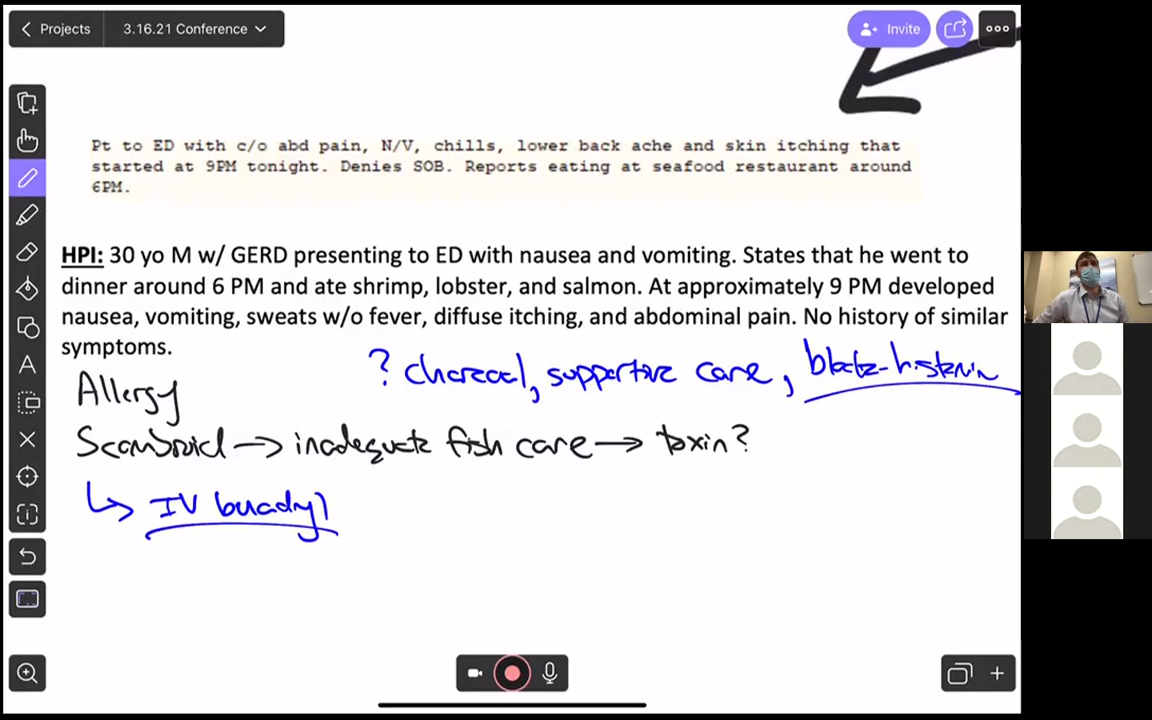 Projects
3.16.21 Conference
Invite
Pt to ED with c/o abd pain, N/V, chills, lower back ache and skin itching that
started at 9PM tonight. Denies SOB. Reports eating at seafood restaurant around
6PM.
HPI: 30 yo M w/ GERD presenting to ED with nausea and vomiting. States that he went to
dinner around 6 PM and ate shrimp, lobster, and salmon. At approximately 9 PM developed
nausea, vomiting, sweats w/o fever, diffuse itching, and abdominal pain. No history of similar
symptoms.
? charcoal, supportive care,
Allergy
Scombroid → inadequate fish care → toxin?
↳ IV